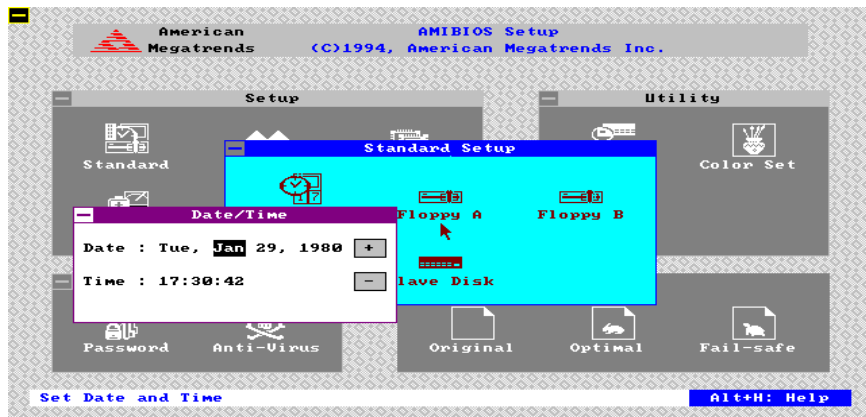 American
Megatrends
AMIBIOS Setup
(C)1994, American Megatrends Inc.
Setup
Utility
Standard
Color Set
Standard Setup
17
Floppy A
Floppy B
Date/Time
Date : Tue, Jan 29, 1980 +
Time : 17:30:42 -
lave Disk
Password
Anti-Virus
Original
Optimal
Fail-safe
Set Date and Time
Alt+H: Help